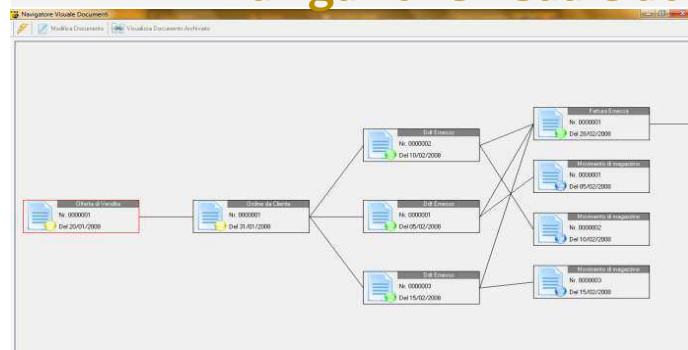 Navigatore Visuale Documenti
Modifica Documento
Visualizza Documento Archiviato
Offerta di Vendita
Nr. 0000001
Del 20/01/2008
Ordine da Cliente
Nr. 0000001
Del 31/01/2008
Ddt Emesso
Nr. 0000002
Del 10/02/2008
Ddt Emesso
Nr. 0000001
Del 05/02/2008
Ddt Emesso
Nr. 0000003
Del 15/02/2008
Fattura Emessa
Nr. 0000001
Del 28/02/2008
Movimento di magazzino
Nr. 0000001
Del 05/02/2008
Movimento di magazzino
Nr. 0000002
Del 10/02/2008
Movimento di magazzino
Nr. 0000003
Del 15/02/2008